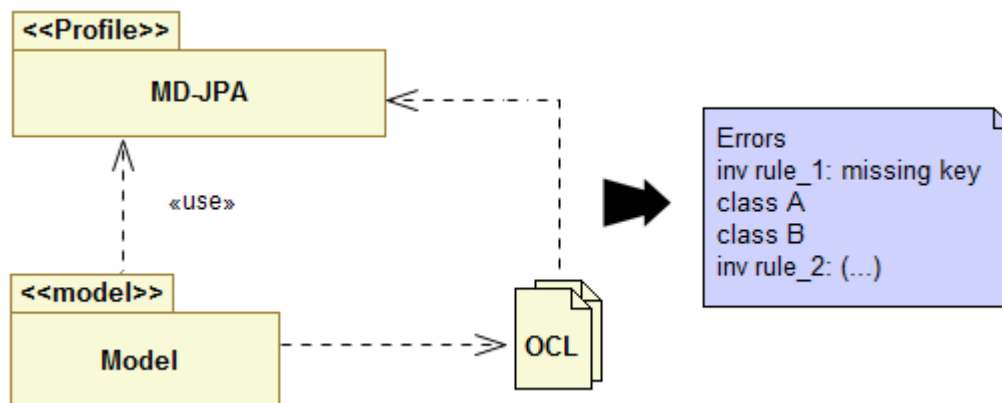 <<Profile>>
MD-JPA
«use»
<<model>>
Model
OCL
Errors
inv rule_1: missing key
class A
class B
inv rule_2: (...)